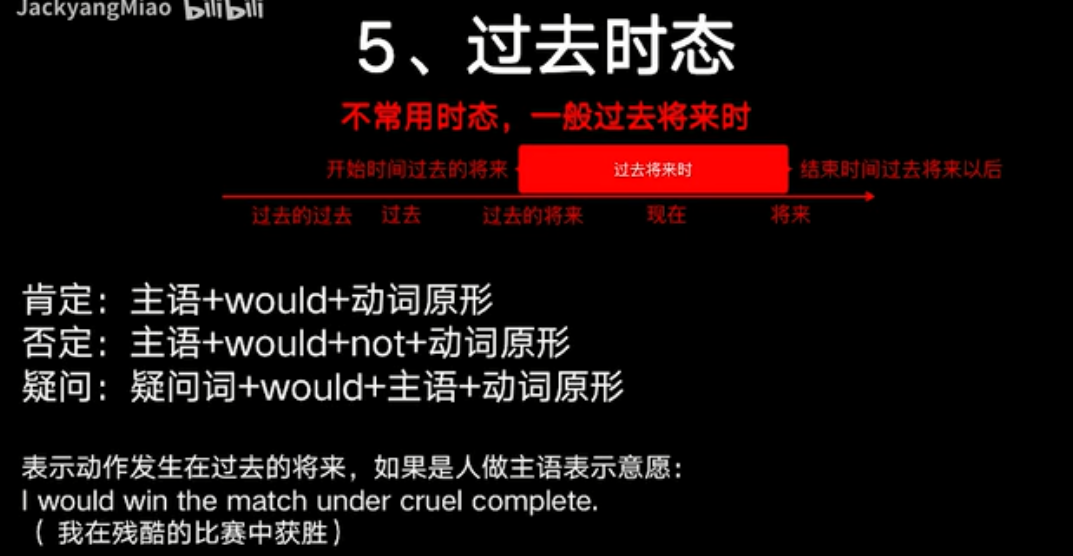 JackyangMiao bilibili
5、过去时态
不常用时态，一般过去将来时
开始时间过去的将来 过去将来时 结束时间过去将来以后
过去的过去 过去 过去的将来 现在 将来
肯定：主语+would+动词原形
否定：主语+would+not+动词原形
疑问：疑问词+would+主语+动词原形
表示动作发生在过去的将来，如果是人做主语表示意愿：
I would win the match under cruel complete.
（ 我在残酷的比赛中获胜）